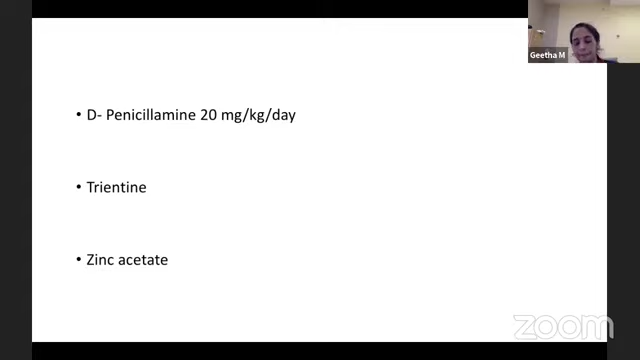 Geetha M
• D- Penicillamine 20 mg/kg/day
• Trientine
• Zinc acetate
zoom